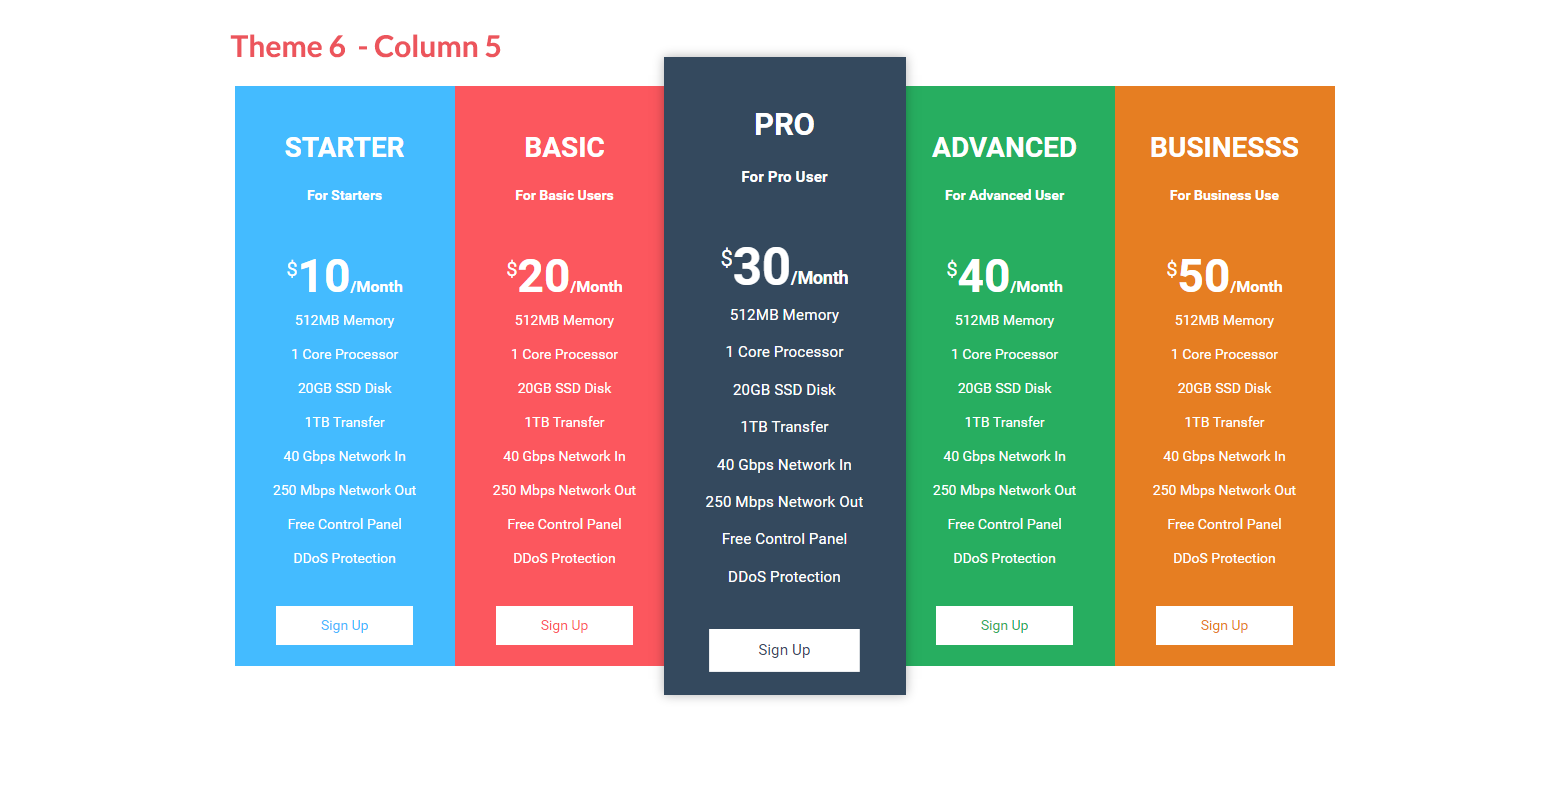 Theme 6 - Column 5
STARTER
For Starters
$10/Month
512MB Memory
1 Core Processor
20GB SSD Disk
1TB Transfer
40 Gbps Network In
250 Mbps Network Out
Free Control Panel
DDoS Protection
Sign Up
BASIC
For Basic Users
$20/Month
512MB Memory
1 Core Processor
20GB SSD Disk
1TB Transfer
40 Gbps Network In
250 Mbps Network Out
Free Control Panel
DDoS Protection
Sign Up
PRO
For Pro User
$30/Month
512MB Memory
1 Core Processor
20GB SSD Disk
1TB Transfer
40 Gbps Network In
250 Mbps Network Out
Free Control Panel
DDoS Protection
Sign Up
ADVANCED
For Advanced User
$40/Month
512MB Memory
1 Core Processor
20GB SSD Disk
1TB Transfer
40 Gbps Network In
250 Mbps Network Out
Free Control Panel
DDoS Protection
Sign Up
BUSINESSS
For Business Use
$50/Month
512MB Memory
1 Core Processor
20GB SSD Disk
1TB Transfer
40 Gbps Network In
250 Mbps Network Out
Free Control Panel
DDoS Protection
Sign Up